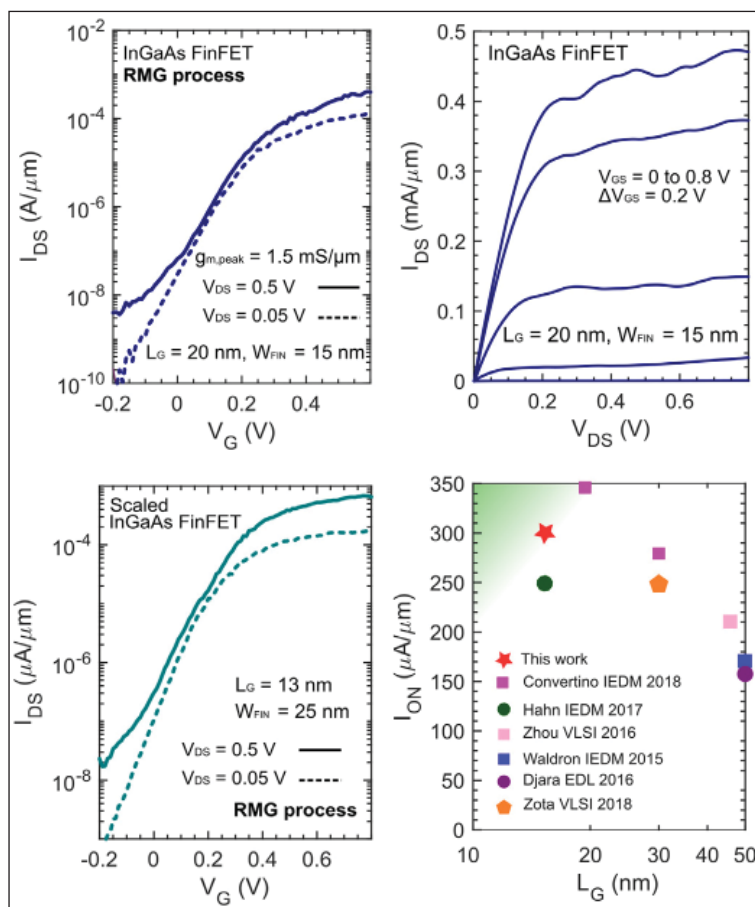 10⁻²
InGaAs FinFET
RMG process
10⁻⁴
10⁻⁶
10⁻⁸
10⁻¹⁰
I_DS (A/μm)
g_m,peak = 1.5 mS/μm
V_DS = 0.5 V
V_DS = 0.05 V
L_G = 20 nm, W_FIN = 15 nm
-0.2 0 0.2 0.4
V_G (V)
0.5
InGaAs FinFET
0.4
0.3
0.2
0.1
0
I_DS (mA/μm)
V_GS = 0 to 0.8 V
ΔV_GS = 0.2 V
L_G = 20 nm, W_FIN = 15 nm
0 0.2 0.4 0.6
V_DS (V)
Scaled
InGaAs FinFET
10⁻⁴
10⁻⁶
10⁻⁸
I_DS (μA/μm)
L_G = 13 nm
W_FIN = 25 nm
V_DS = 0.5 V
V_DS = 0.05 V
RMG process
-0.2 0 0.2 0.4 0.6
V_G (V)
350
300
250
200
150
100
50
0
I_ON (μA/μm)
This work
Convertino IEDM 2018
Hahn IEDM 2017
Zhou VLSI 2016
Waldron IEDM 2015
Djara EDL 2016
Zota VLSI 2018
10 20 30 40 50
L_G (nm)